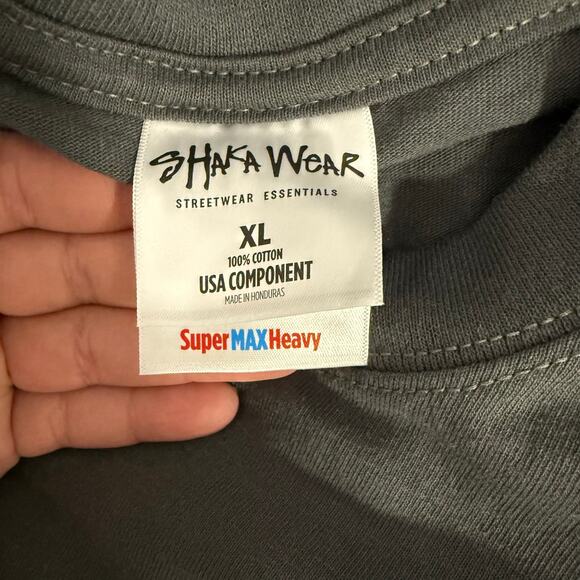 SHAKA WEAR
STREETWEAR ESSENTIALS
XL
100% COTTON
USA COMPONENT
MADE IN HONDURAS
SuperMAXHeavy